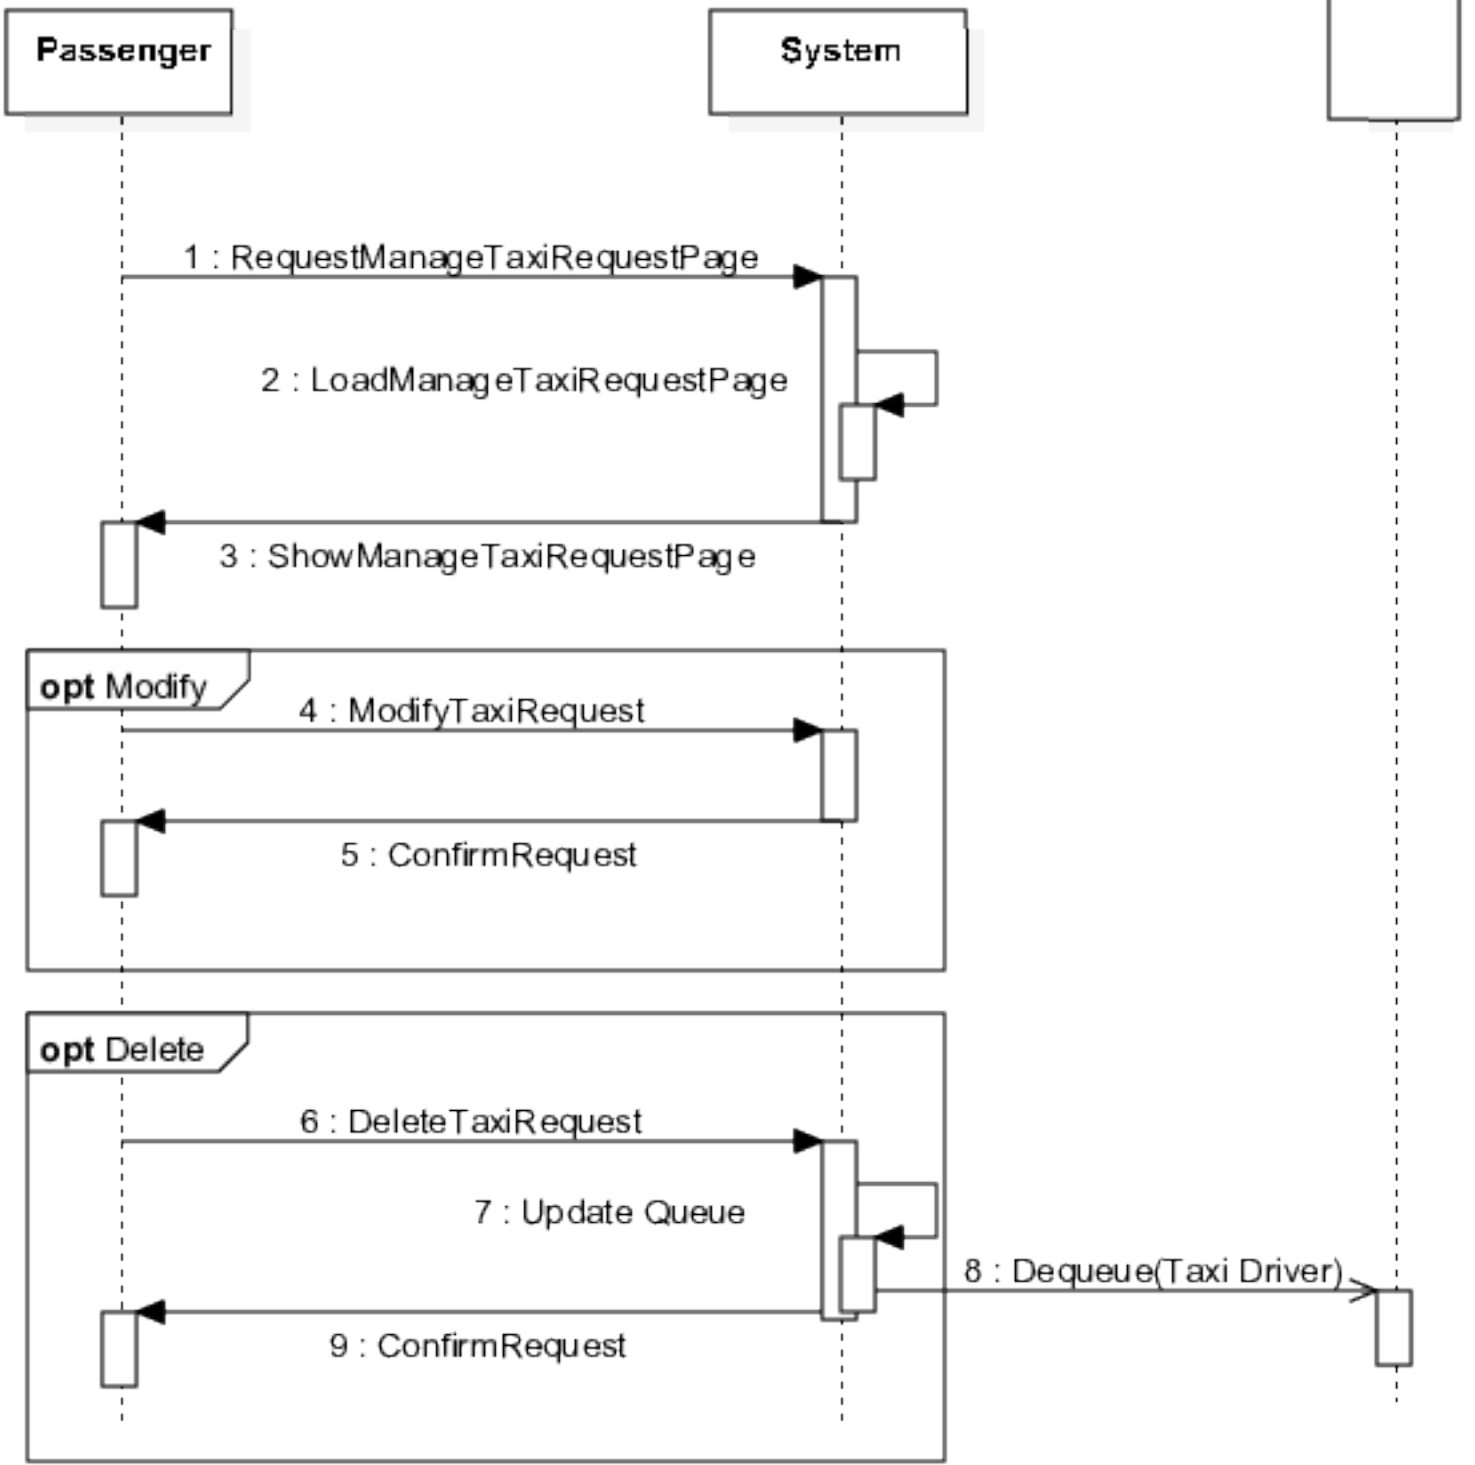 Passenger
System
1 : RequestManageTaxiRequestPage
2 : LoadManageTaxiRequestPage
3 : ShowManageTaxiRequestPage
opt Modify
4 : ModifyTaxiRequest
5 : ConfirmRequest
opt Delete
6 : DeleteTaxiRequest
7 : Update Queue
8 : Dequeue(Taxi Driver)
9 : ConfirmRequest